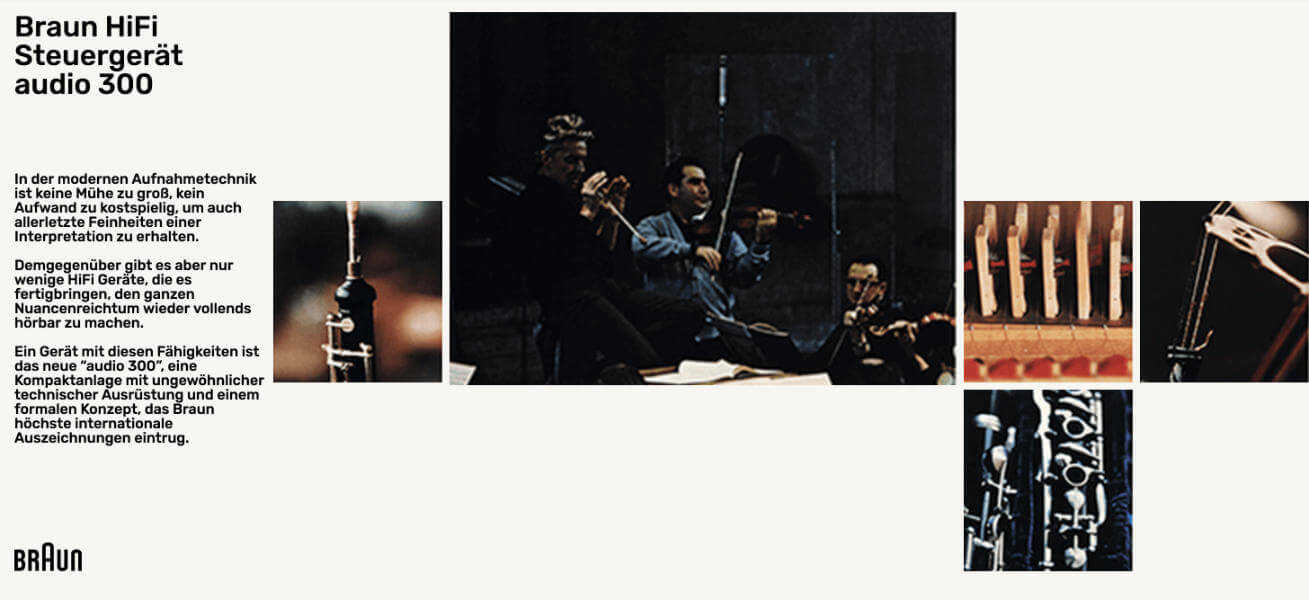 Braun HiFi
Steuergerät
audio 300
In der modernen Aufnahmetechnik
ist keine Mühe zu groß, kein
Aufwand zu kostspielig, um auch
allerletzte Feinheiten einer
Interpretation zu erhalten.
Demgegenüber gibt es aber nur
wenige HiFi Geräte, die es
fertigbringen, den ganzen
Nuancenreichtum wieder vollends
hörbar zu machen.
Ein Gerät mit diesen Fähigkeiten ist
das neue “audio 300”, eine
Kompaktanlage mit ungewöhnlicher
technischer Ausrüstung und einem
formalen Konzept, das Braun
höchste internationale
Auszeichnungen eintrug.
BRAUN